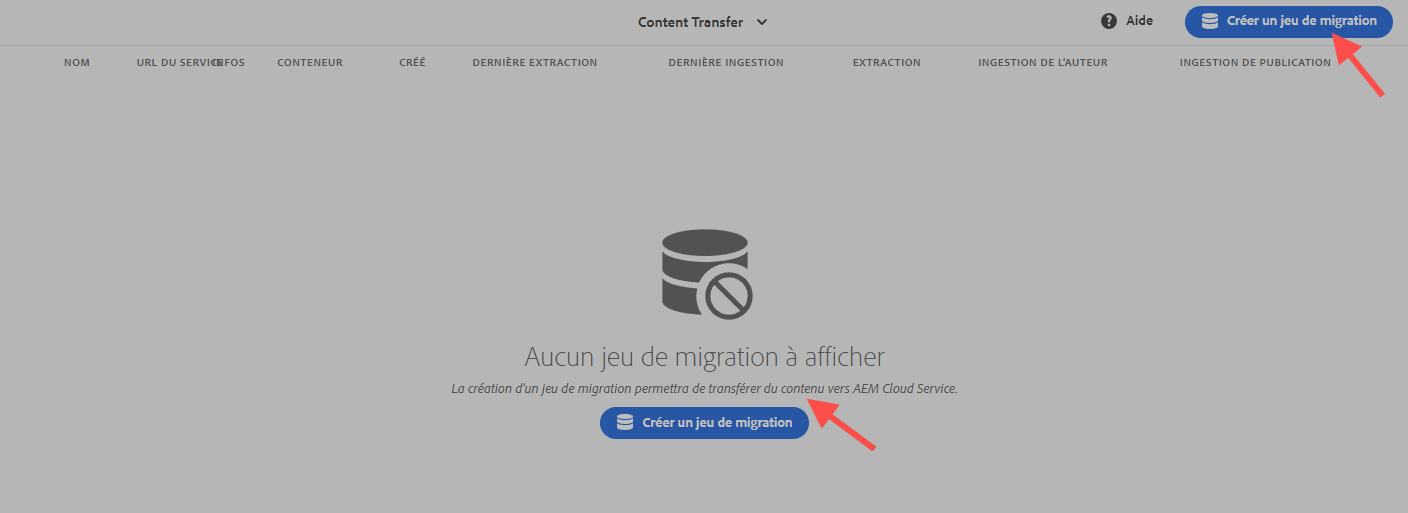 Content Transfer
Aide
Créer un jeu de migration
NOM URL DU SERVICE INFOS CONTENEUR CRÉÉ DERNIÈRE EXTRACTION DERNIÈRE INGESTION EXTRACTION INGESTION DE L'AUTEUR INGESTION DE PUBLICATION
Aucun jeu de migration à afficher
La création d'un jeu de migration permettra de transférer du contenu vers AEM Cloud Service.
Créer un jeu de migration